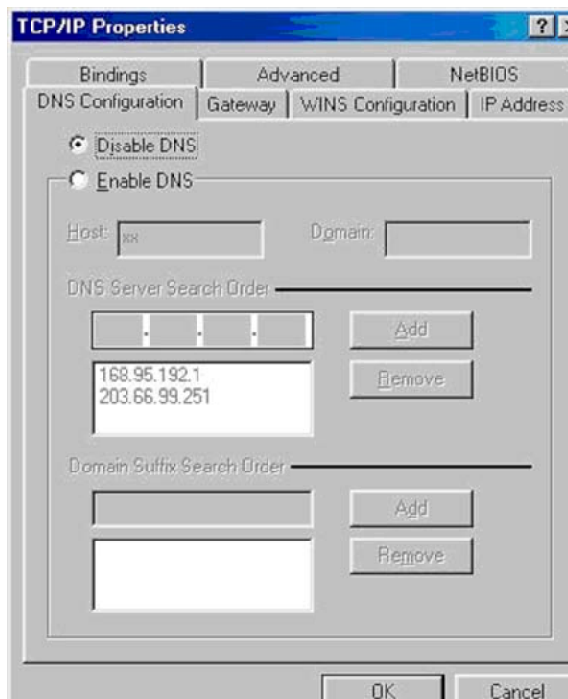 TCP/IP Properties
Bindings Advanced NetBIOS
DNS Configuration Gateway WINS Configuration IP Address
Disable DNS
Enable DNS
Host: xx Domain:
DNS Server Search Order
. . . Add
168.95.192.1 Remove
203.66.99.251
Domain Suffix Search Order
Add
Remove
OK Cancel